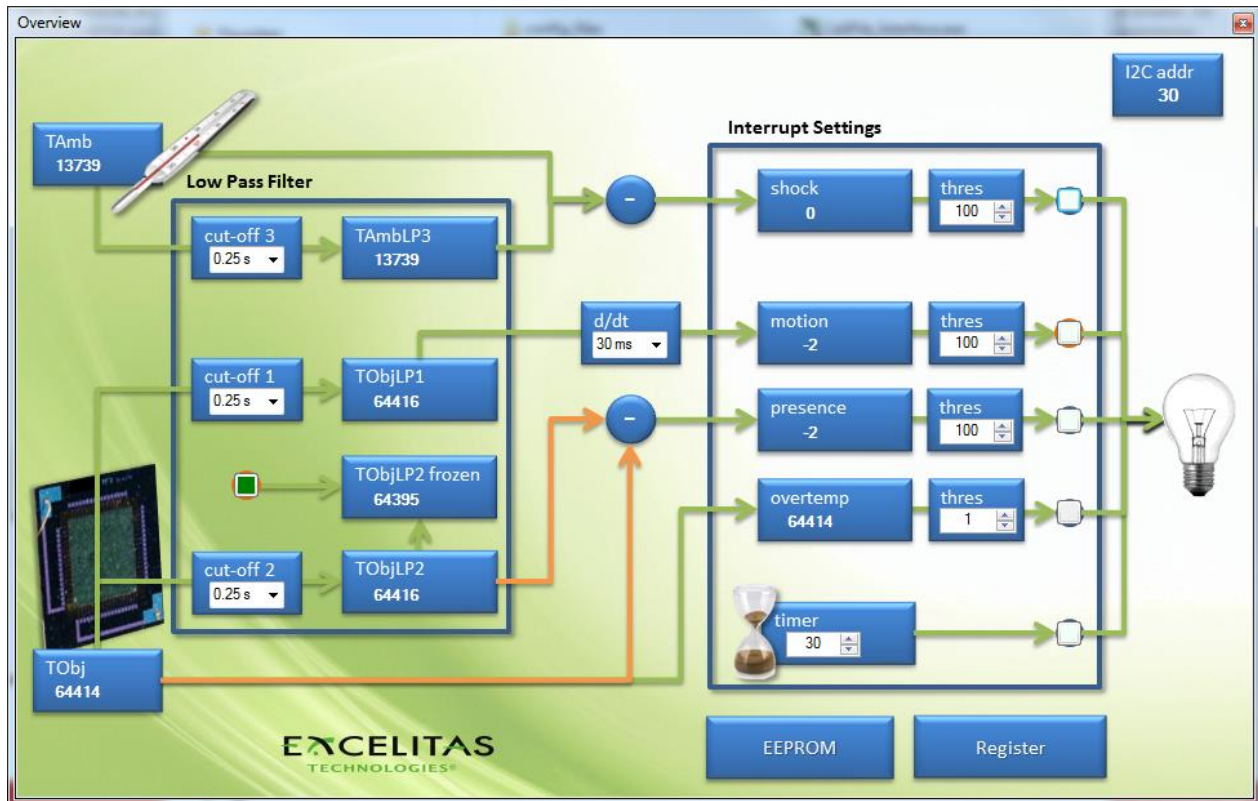 Overview
I2C addr
30
TAmb
13739
Low Pass Filter
cut-off 3
0.25 s
TAmbLP3
13739
cut-off 1
0.25 s
TObjLP1
64416
TObjLP2 frozen
64395
cut-off 2
0.25 s
TObjLP2
64416
TObj
64414
-
d/dt
30 ms
-
Interrupt Settings
shock
0
thres
100
motion
-2
thres
100
presence
-2
thres
100
overtemp
64414
thres
1
timer
30
EXCELITAS
TECHNOLOGIES®
EEPROM
Register